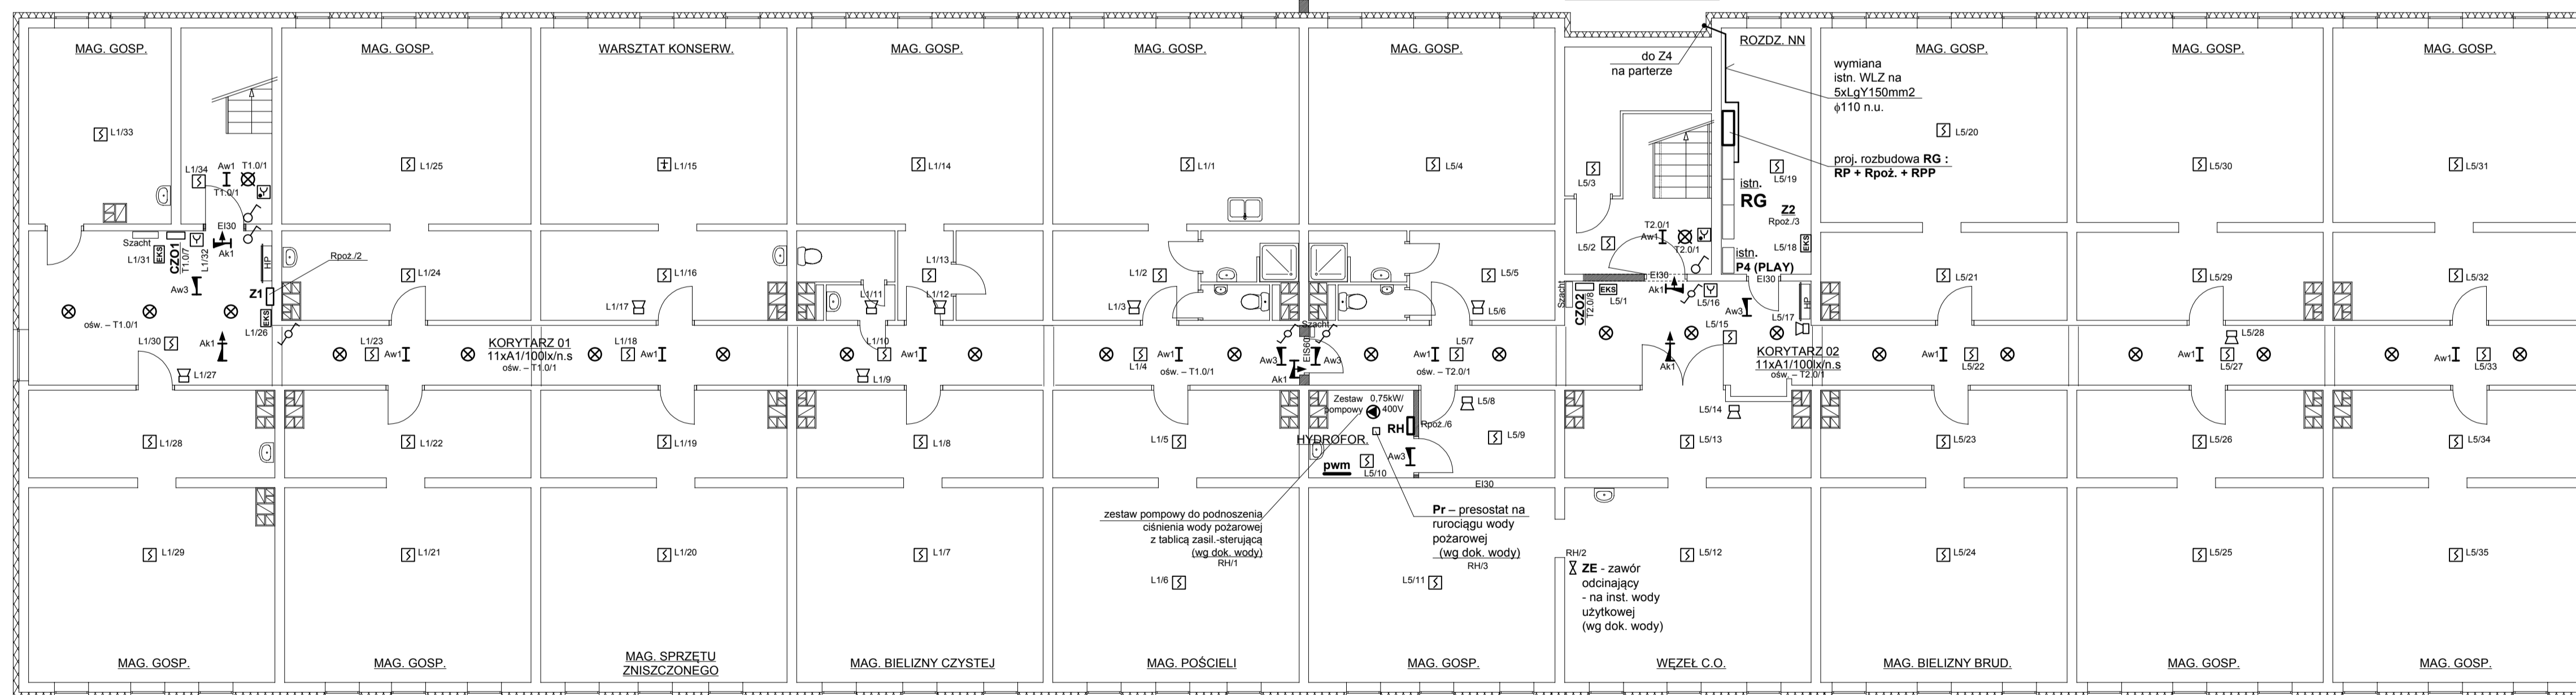 MAG. GOSP.
MAG. GOSP.
WARSZTAT KONSERW.
MAG. GOSP.
MAG. GOSP.
MAG. GOSP.
do Z4
na parterze
ROZDZ. NN
wymiana
istn. WLZ na
5xLgY150mm2
ϕ110 n.u.
MAG. GOSP.
MAG. GOSP.
MAG. GOSP.
L1/33
L1/34
Aw1
T1.0/1
T1.0/1
L1/25
L1/15
L1/14
L1/1
L5/4
L5/3
L5/19
L5/20
proj. rozbudowa RG :
RP + Rpoż. + RPP
L5/30
L5/31
istn.
RG
Z2
Rpoż./3
EI30
Szacht
L1/31
EKS
CZO1
T1.0/7
L1/32
Ak1
Aw3
HP
Rpoż./2
Z1
EKS
L1/26
L1/24
L1/16
L1/17
L1/13
L1/11
L1/12
L1/2
L1/3
L5/5
L5/6
L5/2
T2.0/1
Aw1
T2.0/1
L5/18
EKS
istn.
P4 (PLAY)
EI30
EI30
Szacht
CZO2
T2.0/8
EKS
L5/1
Ak1
L5/16
Aw3
L5/17
HP
L5/21
L5/29
L5/32
ośw. – T1.0/1
L1/30
Ak1
L1/27
L1/23
Aw1
KORYTARZ 01
11xA1/100lx/n.s
ośw. – T1.0/1
L1/18
Aw1
L1/10
Aw1
L1/9
L1/4
Aw1
ośw. – T1.0/1
Szacht
EIS60
Aw3
Ak1
Aw3
L5/7
Aw1
ośw. – T2.0/1
L5/15
Ak1
KORYTARZ 02
11xA1/100lx/n.s
ośw. – T2.0/1
Aw1
L5/22
L5/28
Aw1
L5/27
Aw1
L5/33
L1/28
L1/22
L1/19
L1/8
L1/5
Zestaw
pompowy
0,75kW/
400V
RH
Rpoż./6
HYDROFOR.
pwm
L5/10
Aw3
L5/8
L5/9
L5/14
L5/13
L5/23
L5/26
L5/34
EI30
zestaw pompowy do podnoszenia
ciśnienia wody pożarowej
z tablicą zasil.-sterującą
(wg dok. wody)
RH/1
Pr – presostat na
rurociągu wody
pożarowej
(wg dok. wody)
RH/3
L1/29
L1/21
L1/20
L1/7
L1/6
L5/11
RH/2
ZE - zawór
odcinający
- na inst. wody
użytkowej
(wg dok. wody)
L5/12
L5/24
L5/25
L5/35
MAG. GOSP.
MAG. GOSP.
MAG. SPRZĘTU
ZNISZCZONEGO
MAG. BIELIZNY CZYSTEJ
MAG. POŚCIELI
MAG. GOSP.
WĘZEŁ C.O.
MAG. BIELIZNY BRUD.
MAG. GOSP.
MAG. GOSP.